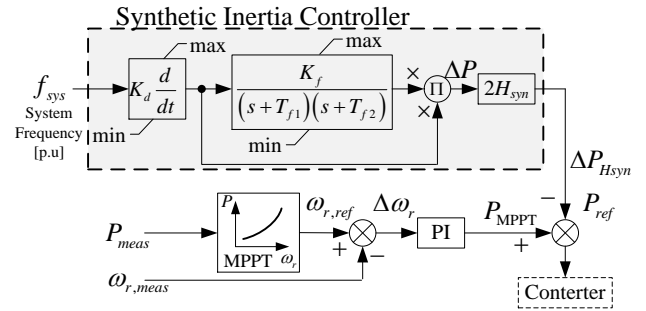 Synthetic Inertia Controller
max
max
f_sys
System
Frequency
[p.u]
K_d d/dt
K_f / (s + T_f1)(s + T_f2)
×
×
Π
ΔP
2H_syn
min
min
ΔP_Hsyn
P
MPPT
ω_r
P_meas
ω_r,ref
+
−
Δω_r
PI
P_MPPT
+
−
P_ref
ω_r,meas
Conterter